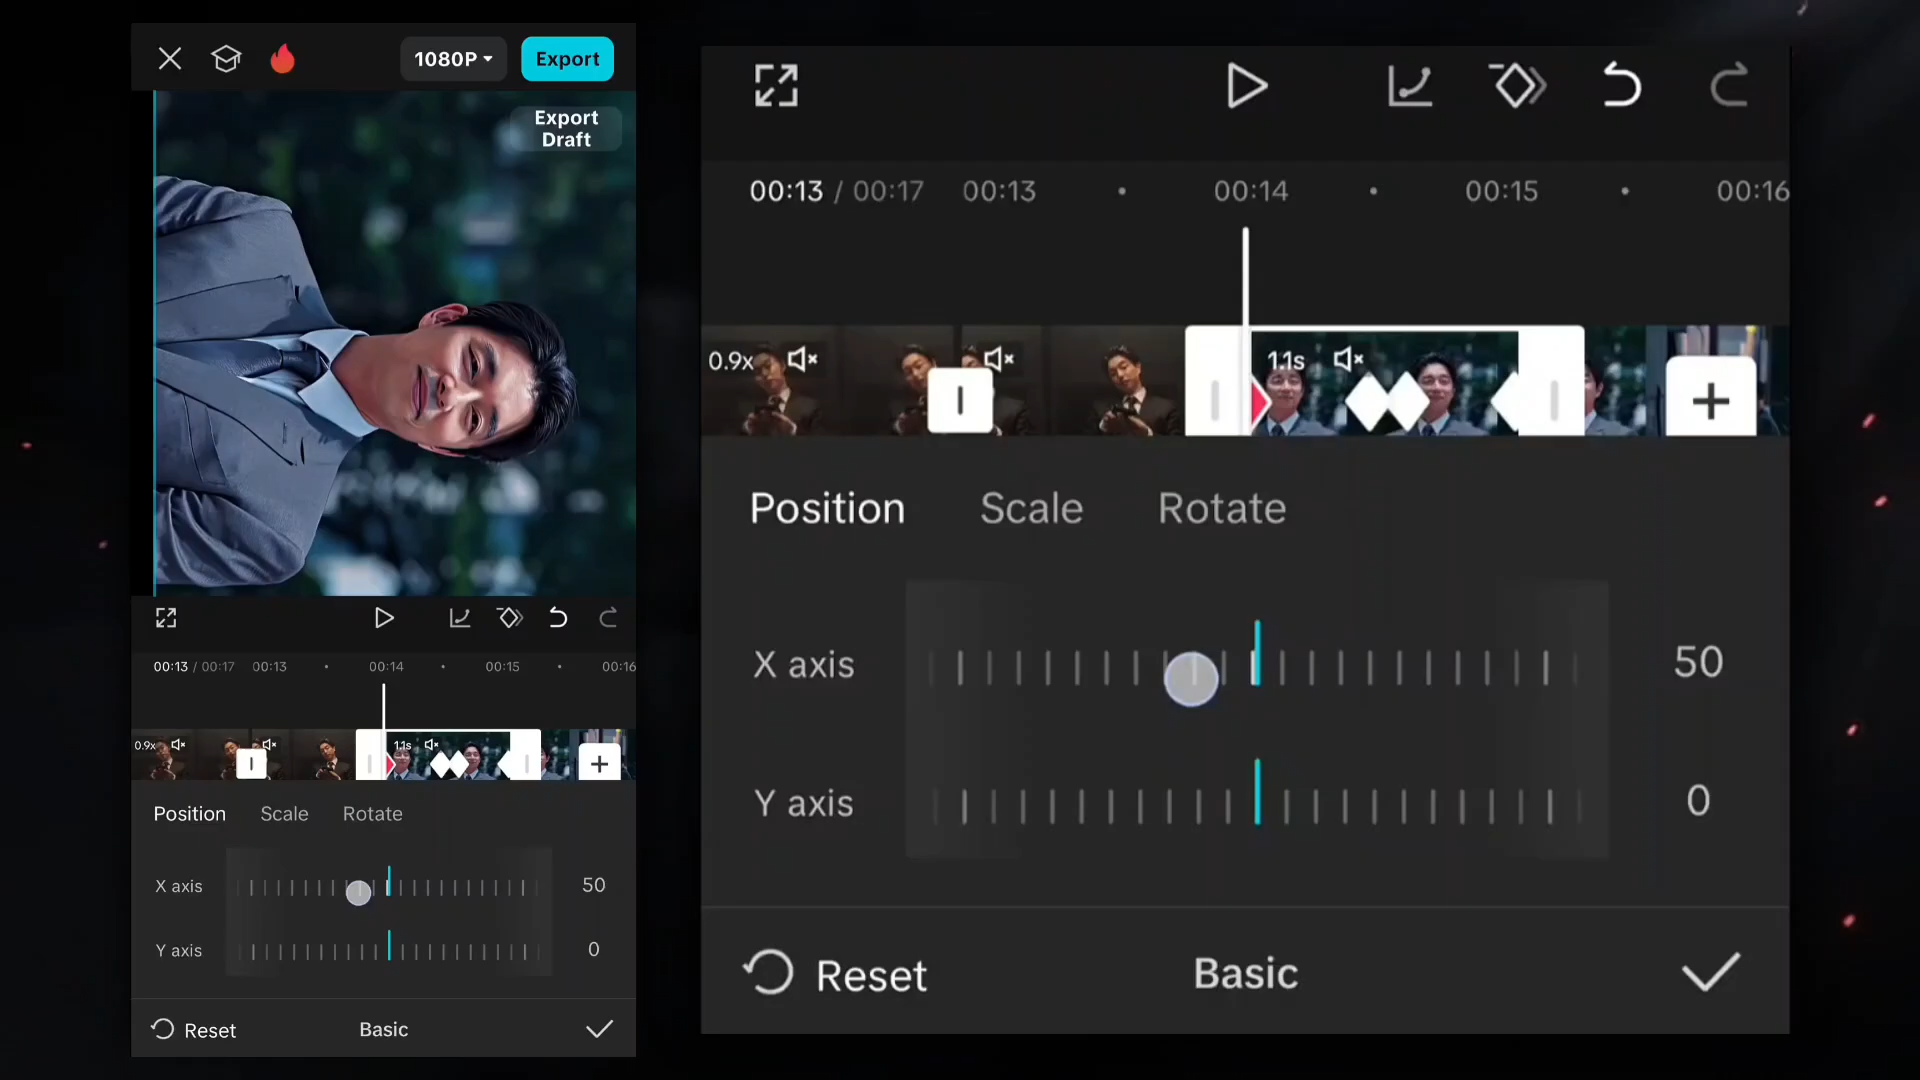 1080P
Export
Export
Draft
00:13 / 00:17 00:13 00:14 00:15 00:16
0.9x
1.1s
Position Scale Rotate
X axis 50
Y axis 0
Reset Basic
00:13 / 00:17 00:13 00:14 00:15 00:16
0.9x
1.1s
Position Scale Rotate
X axis 50
Y axis 0
Reset Basic